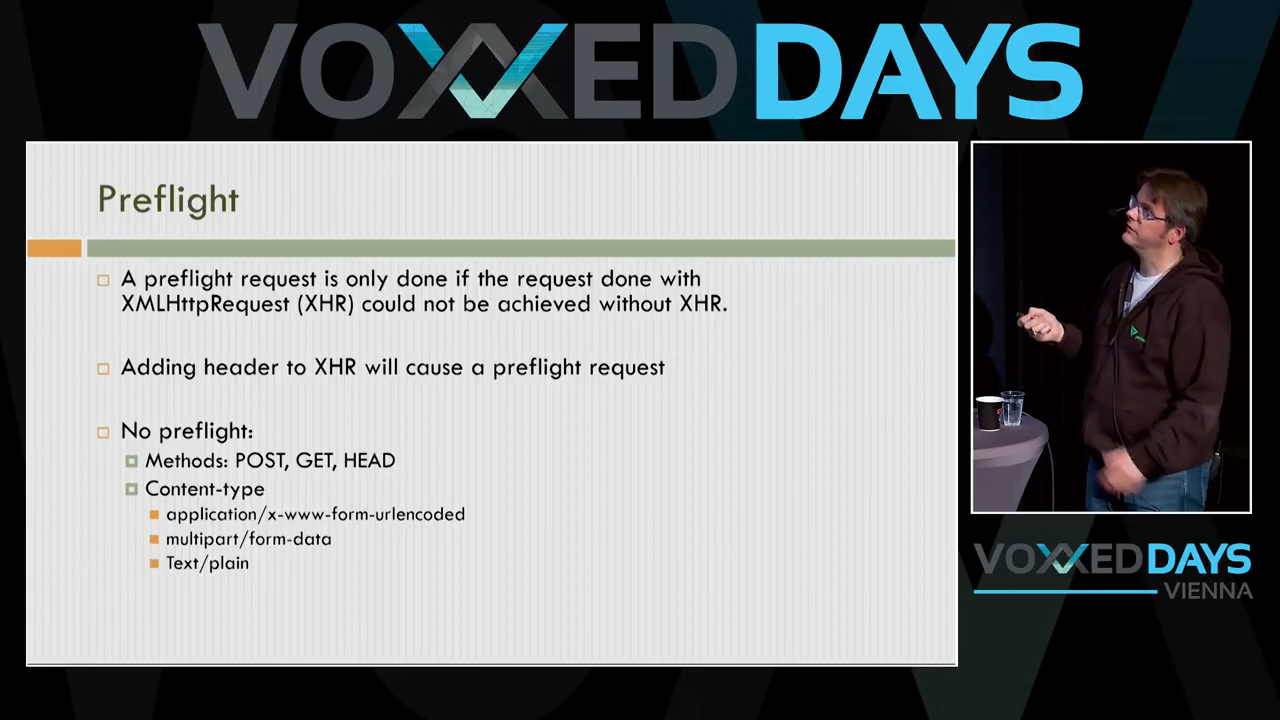 VOXXED DAYS
Preflight
A preflight request is only done if the request done with
XMLHttpRequest (XHR) could not be achieved without XHR.
Adding header to XHR will cause a preflight request
No preflight:
Methods: POST, GET, HEAD
Content-type
application/x-www-form-urlencoded
multipart/form-data
Text/plain
VOXXED DAYS
VIENNA